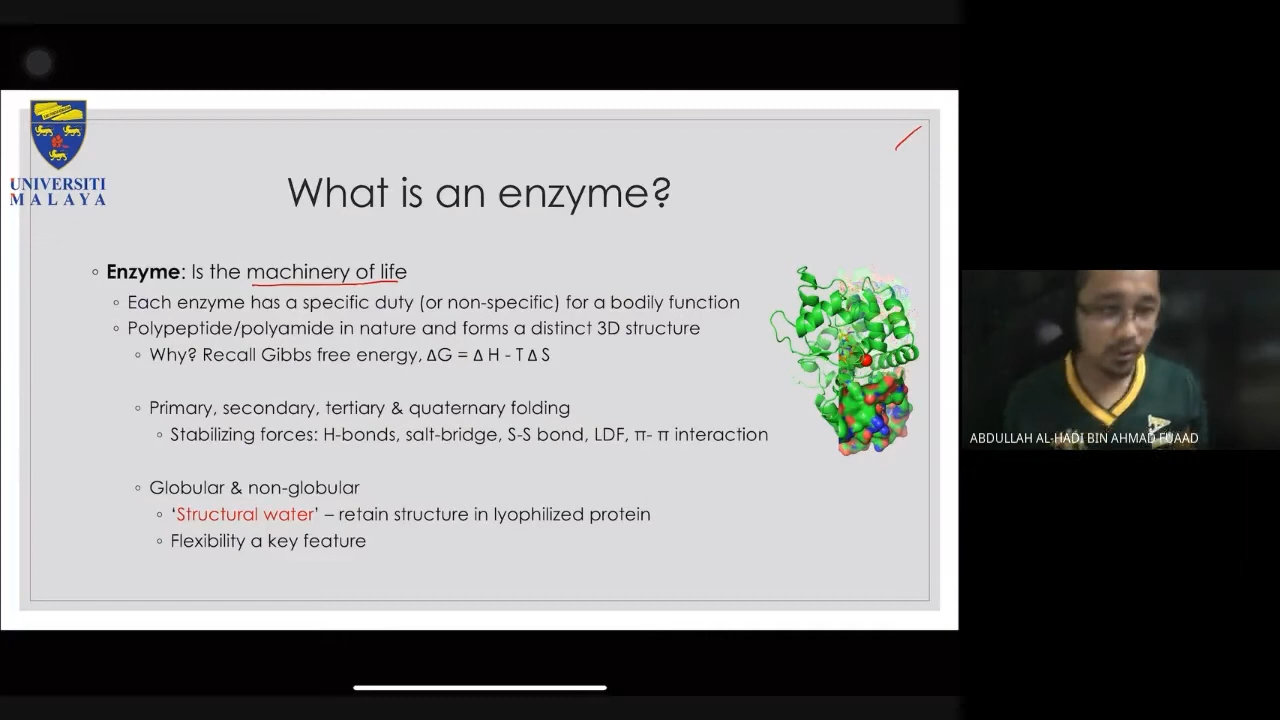 UNIVERSITI
MALAYA
What is an enzyme?
Enzyme: Is the machinery of life
Each enzyme has a specific duty (or non-specific) for a bodily function
Polypeptide/polyamide in nature and forms a distinct 3D structure
Why? Recall Gibbs free energy, ΔG = Δ H - T Δ S
Primary, secondary, tertiary & quaternary folding
Stabilizing forces: H-bonds, salt-bridge, S-S bond, LDF, π- π interaction
Globular & non-globular
‘Structural water’ – retain structure in lyophilized protein
Flexibility a key feature
ABDULLAH AL-HADI BIN AHMAD FUAAD